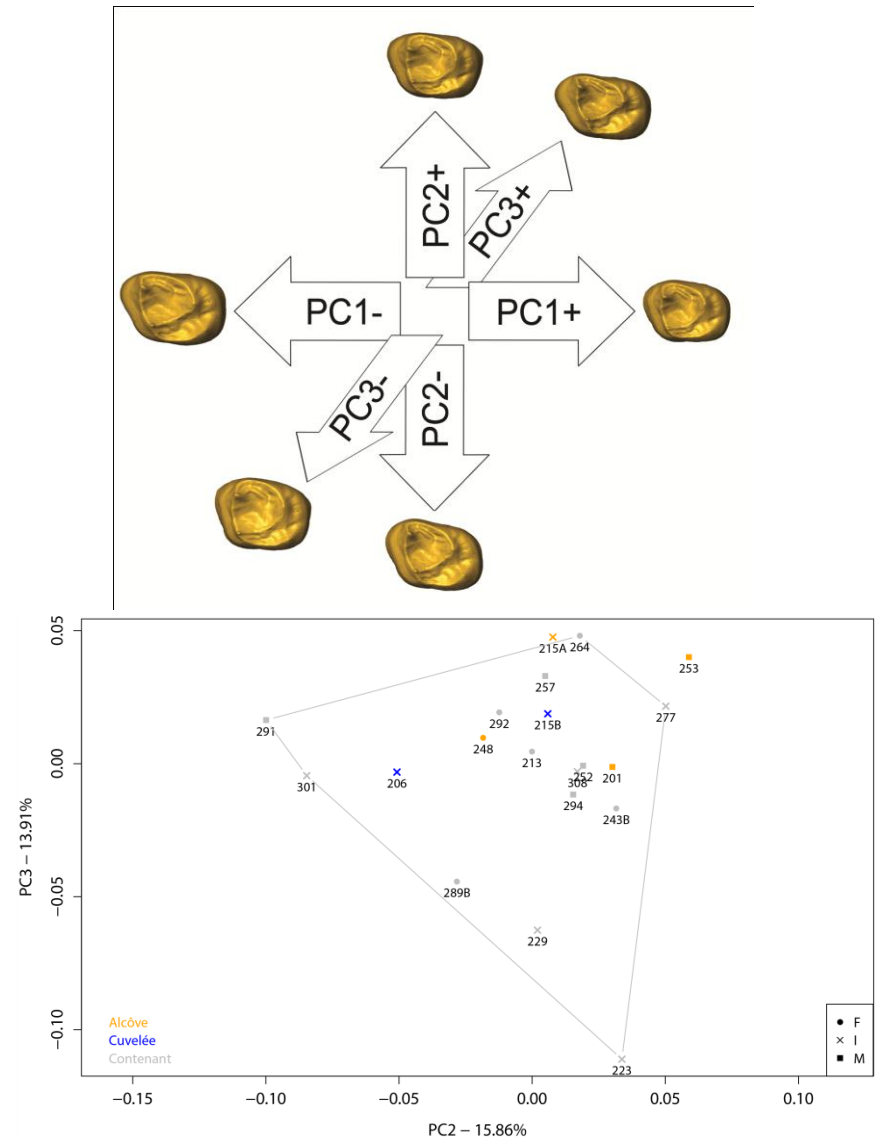 PC2+
PC3+
PC1-
PC1+
PC3-
PC2-
0.05
0.00
−0.05
−0.10
PC3 − 13.91%
215A
264
253
257
277
291
292
215B
248
213
301
206
252
308
201
294
243B
289B
229
223
Alcôve
Cuvelée
Contenant
F
I
M
−0.15
−0.10
−0.05
0.00
0.05
0.10
PC2 − 15.86%